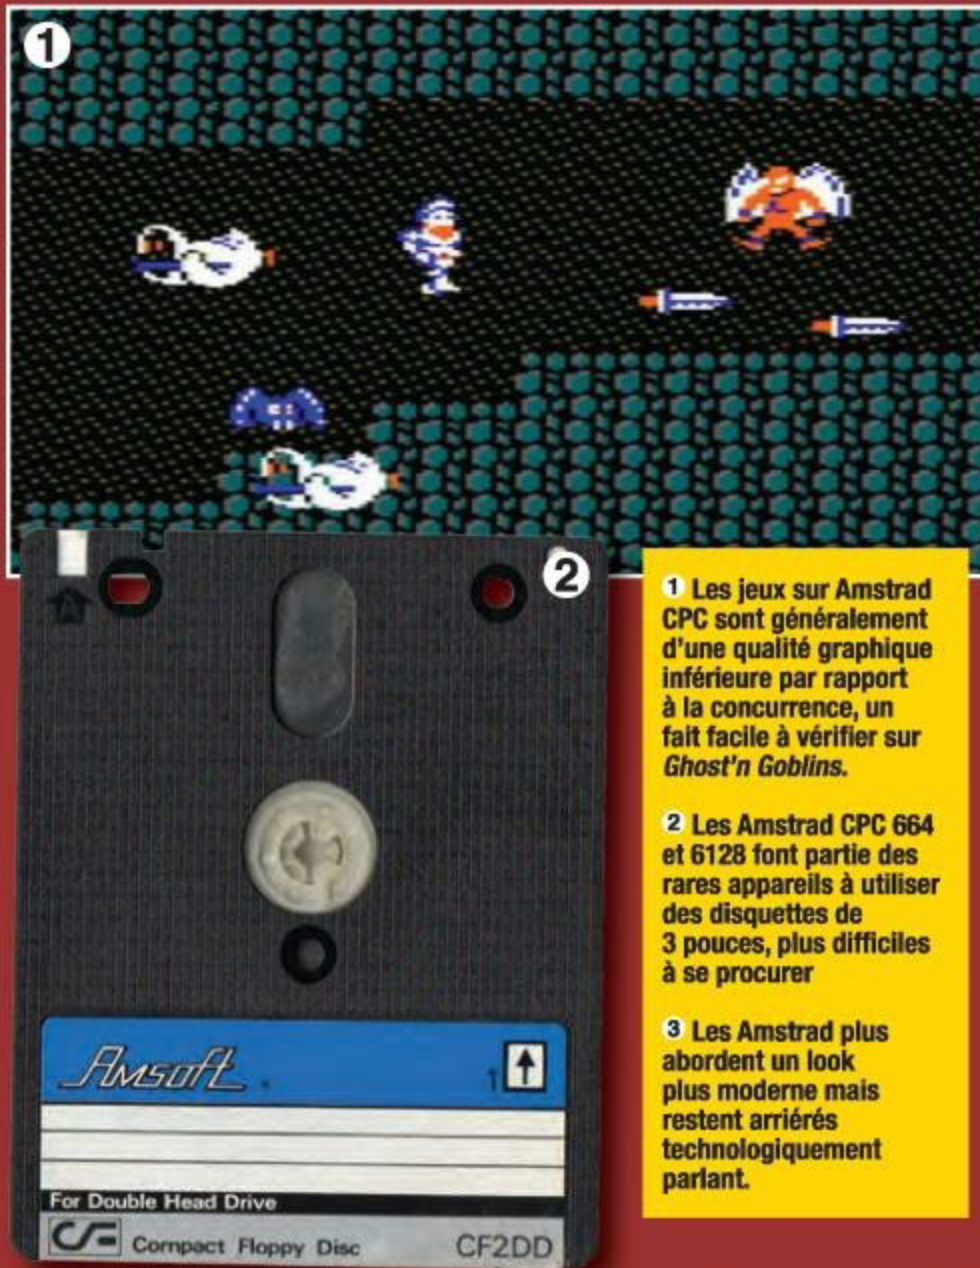 1
2
1 Les jeux sur Amstrad
CPC sont généralement
d'une qualité graphique
inférieure par rapport
à la concurrence, un
fait facile à vérifier sur
Ghost'n Goblins.
2 Les Amstrad CPC 664
et 6128 font partie des
rares appareils à utiliser
des disquettes de
3 pouces, plus difficiles
à se procurer
3 Les Amstrad plus
abordent un look
plus moderne mais
restent arriérés
technologiquement
parlant.
A
Amsoft
1
For Double Head Drive
CF Compact Floppy Disc CF2DD